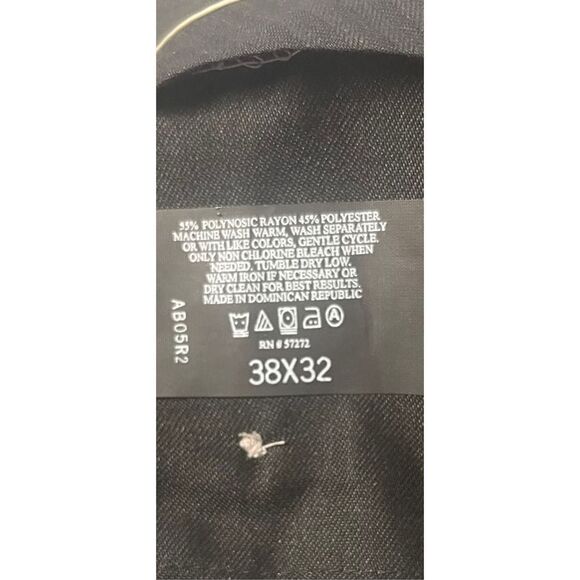 55% POLYNOSIC RAYON 45% POLYESTER
MACHINE WASH WARM, WASH SEPARATELY
OR WITH LIKE COLORS, GENTLE CYCLE.
ONLY NON CHLORINE BLEACH WHEN
NEEDED. TUMBLE DRY LOW.
WARM IRON IF NECESSARY OR
DRY CLEAN FOR BEST RESULTS.
MADE IN DOMINICAN REPUBLIC
A
RN # 57272
38X32
AB05R2